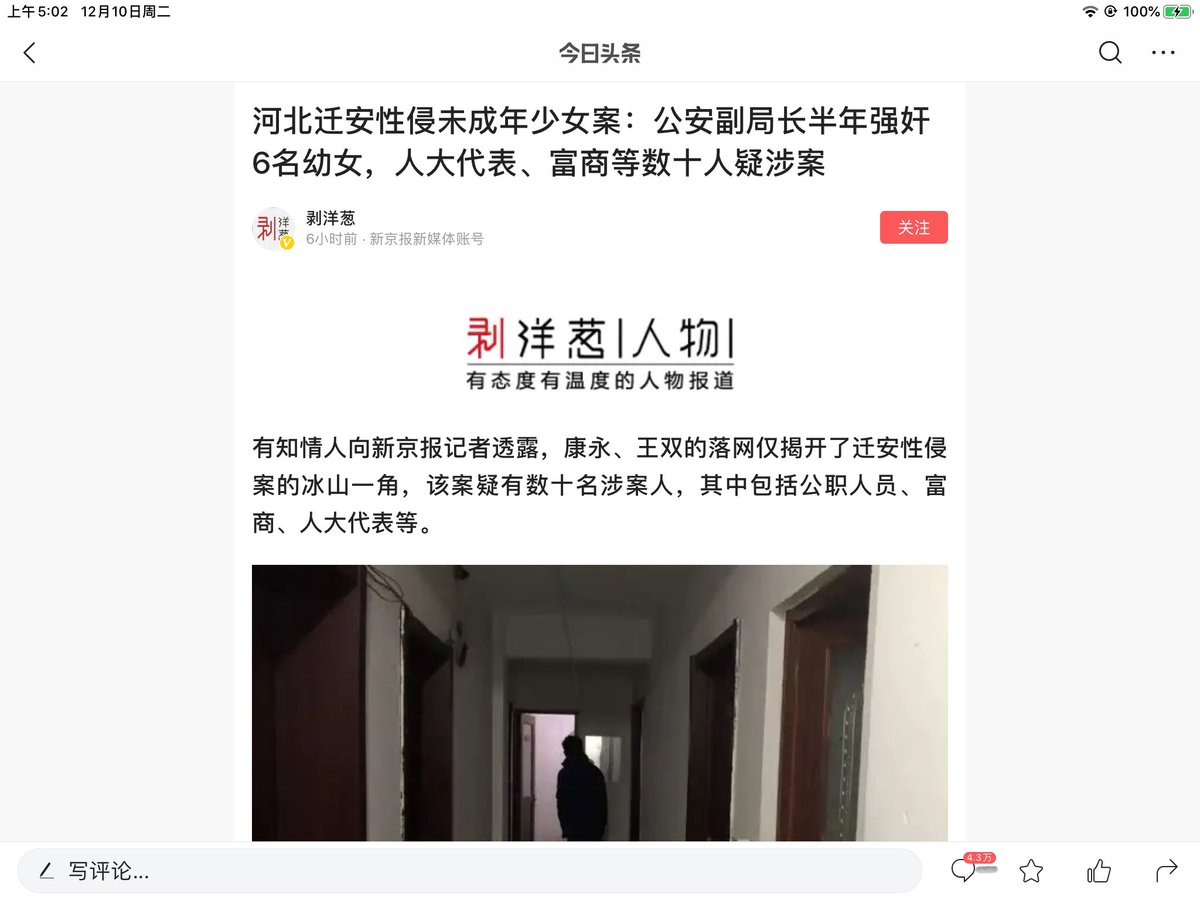 上午5:02 12月10日周二
100%
今日头条
河北迁安性侵未成年少女案：公安副局长半年强奸
6名幼女，人大代表、富商等数十人疑涉案
剥洋葱
剥洋葱
6小时前 · 新京报新媒体账号
关注
剥洋葱|人物|
有态度有温度的人物报道
有知情人向新京报记者透露，康永、王双的落网仅揭开了迁安性侵
案的冰山一角，该案疑有数十名涉案人，其中包括公职人员、富
商、人大代表等。
写评论...
4.3万